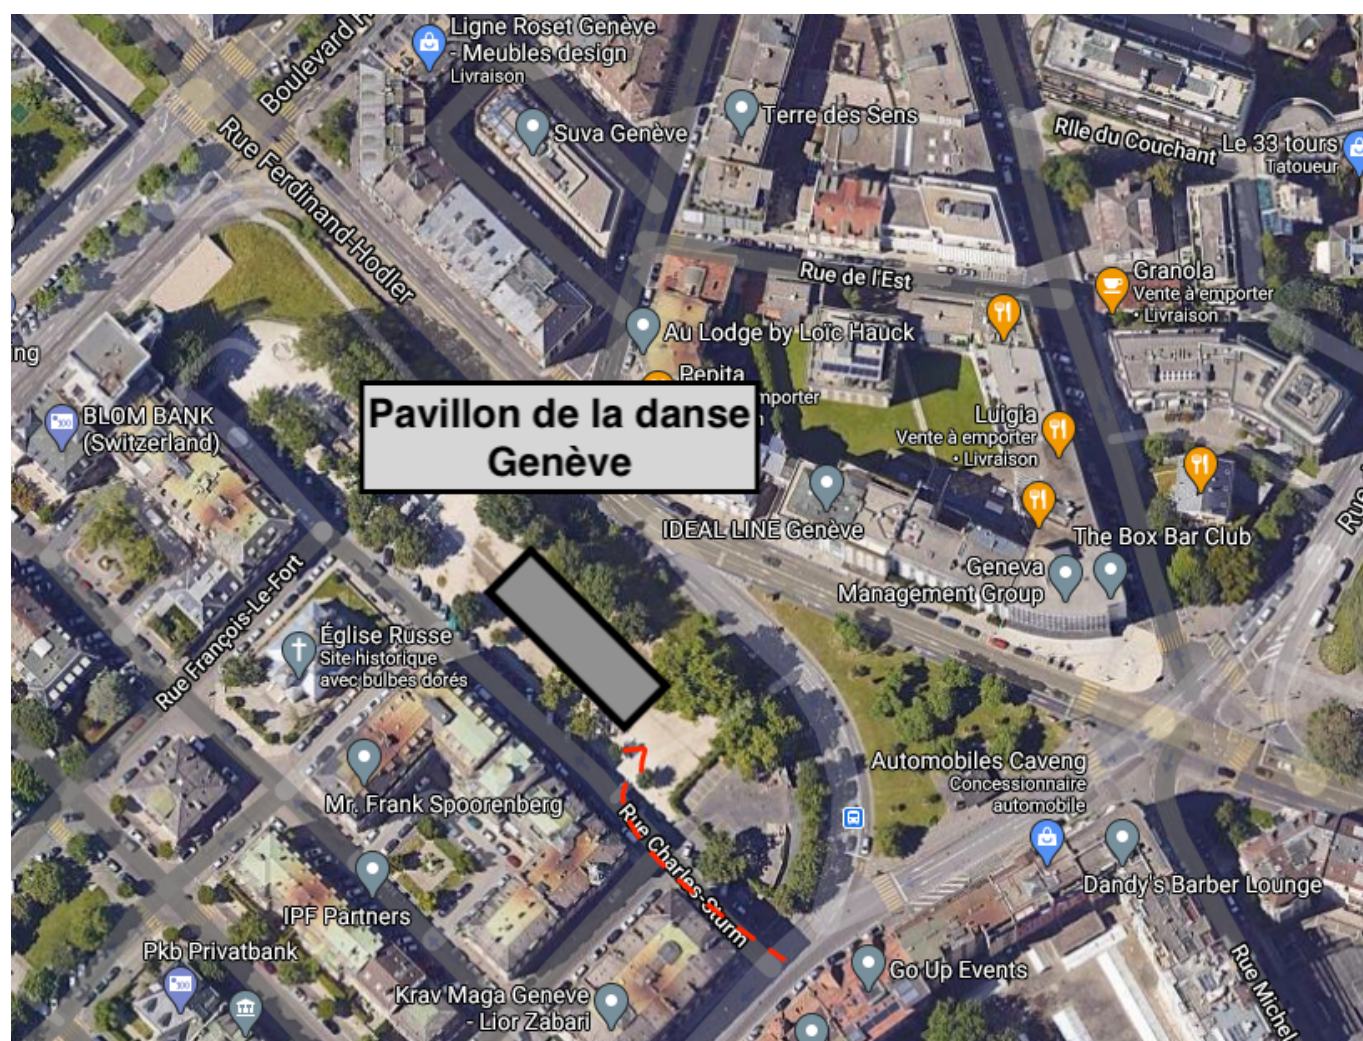 Ligne Roset Genève
- Meubles design
Livraison
Boulevard
Rue Ferdinand-Hodler
Suva Genève
Terre des Sens
Rlle du Couchant
Le 33 tours
Tatoueur
Rue de l'Est
Granola
Vente à emporter
• Livraison
Au Lodge by Loïc Hauck
Pepita
mporter
BLOM BANK
(Switzerland)
Pavillon de la danse
Genève
Luigia
Vente à emporter
• Livraison
IDEAL LINE Genève
The Box Bar Club
Geneva
Management Group
Rue François-Le-Fort
Église Russe
Site historique
avec bulbes dorés
Mr. Frank Spoorenberg
Automobiles Caveng
Concessionnaire
automobile
Rue Charles-Sturm
Dandy's Barber Lounge
IPF Partners
Pkb Privatbank
Krav Maga Geneve
- Lior Zabari
Go Up Events
Rue Michel